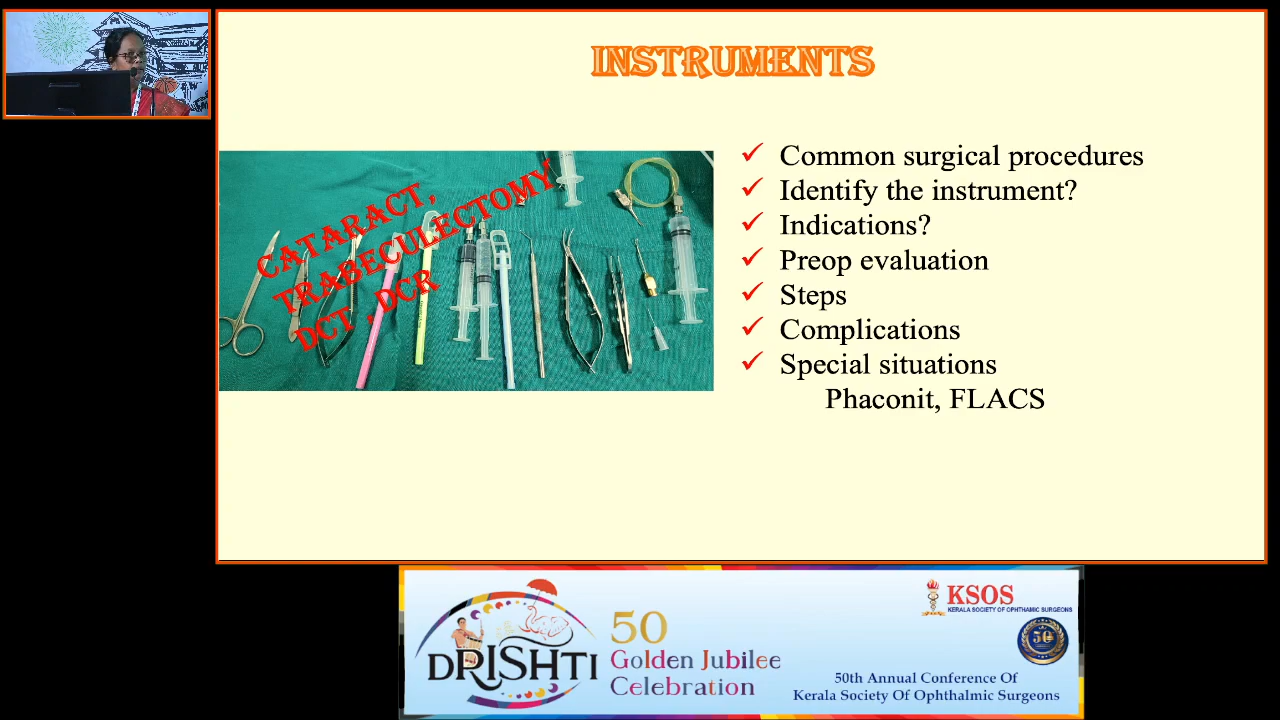 INSTRUMENTS
CATARACT,
TRABECULECTOMY
DCT , DCR
Common surgical procedures
Identify the instrument?
Indications?
Preop evaluation
Steps
Complications
Special situations
Phaconit, FLACS
DRISHTI
50
Golden Jubilee
Celebration
KSOS
KERALA SOCIETY OF OPHTHAMIC SURGEONS
50
50th Annual Conference Of
Kerala Society Of Ophthalmic Surgeons